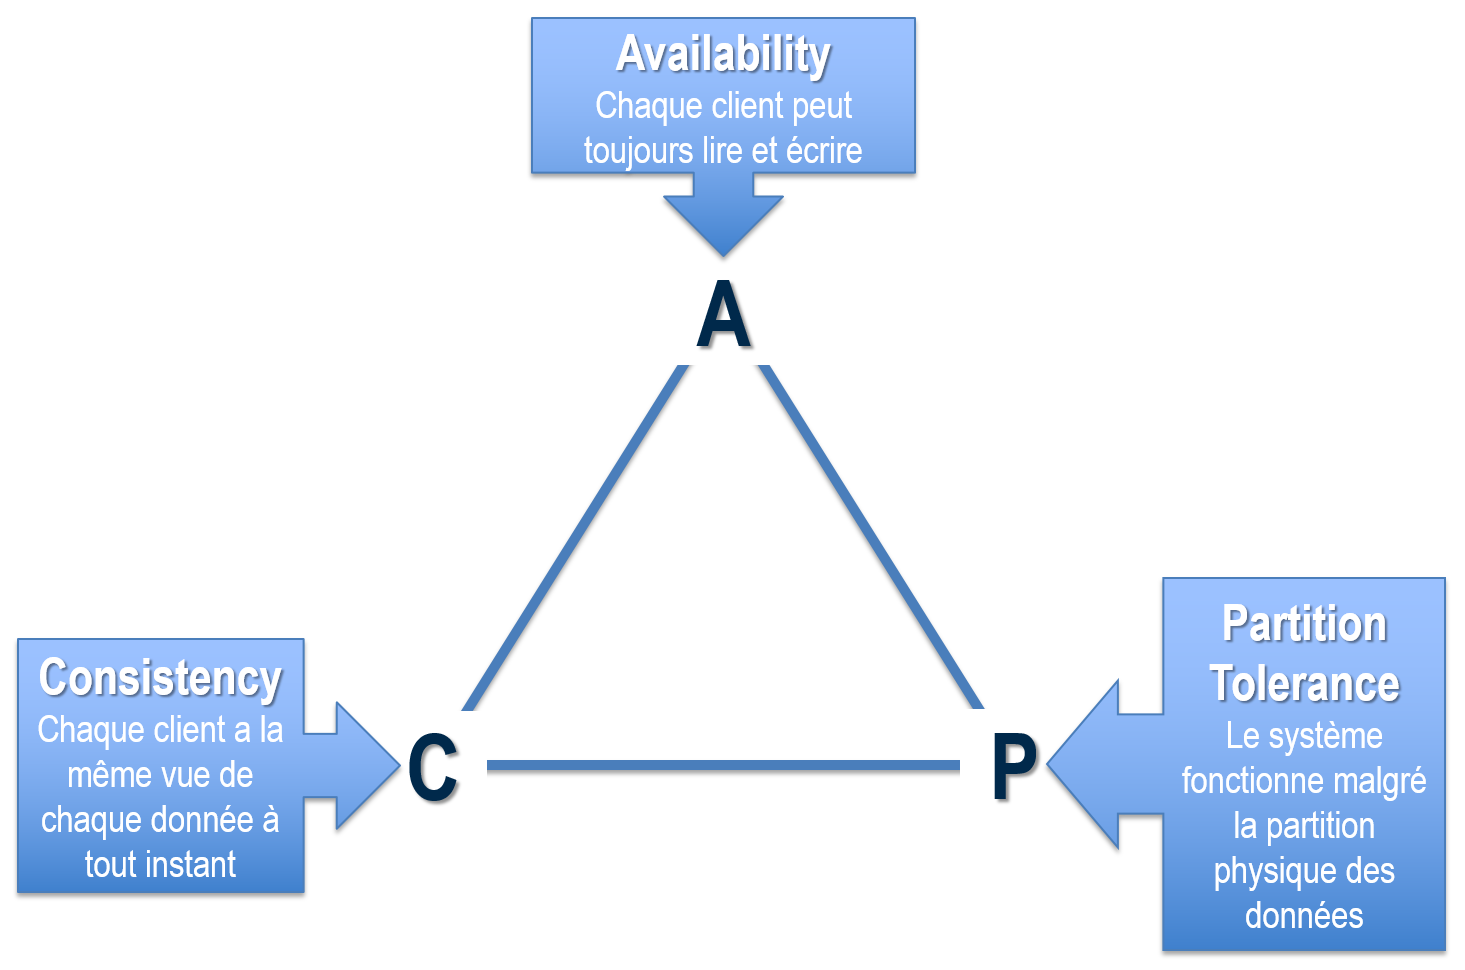 Availability
Chaque client peut
toujours lire et écrire
A
Consistency
Chaque client a la
même vue de
chaque donnée à
tout instant
C
P
Partition
Tolerance
Le système
fonctionne malgré
la partition
physique des
données